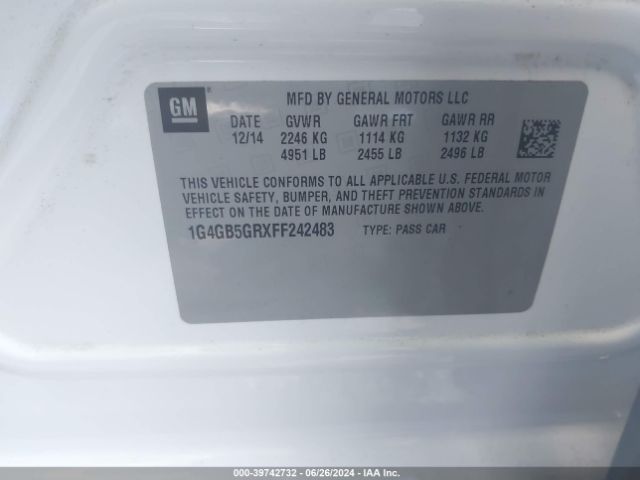 GM
MFD BY GENERAL MOTORS LLC
DATE GVWR GAWR FRT GAWR RR
12/14 2246 KG 1114 KG 1132 KG
4951 LB 2455 LB 2496 LB
THIS VEHICLE CONFORMS TO ALL APPLICABLE U.S. FEDERAL MOTOR
VEHICLE SAFETY, BUMPER, AND THEFT PREVENTION STANDARDS IN
EFFECT ON THE DATE OF MANUFACTURE SHOWN ABOVE.
1G4GB5GRXFF242483 TYPE: PASS CAR
000-39742732 - 06/26/2024 - IAA Inc.